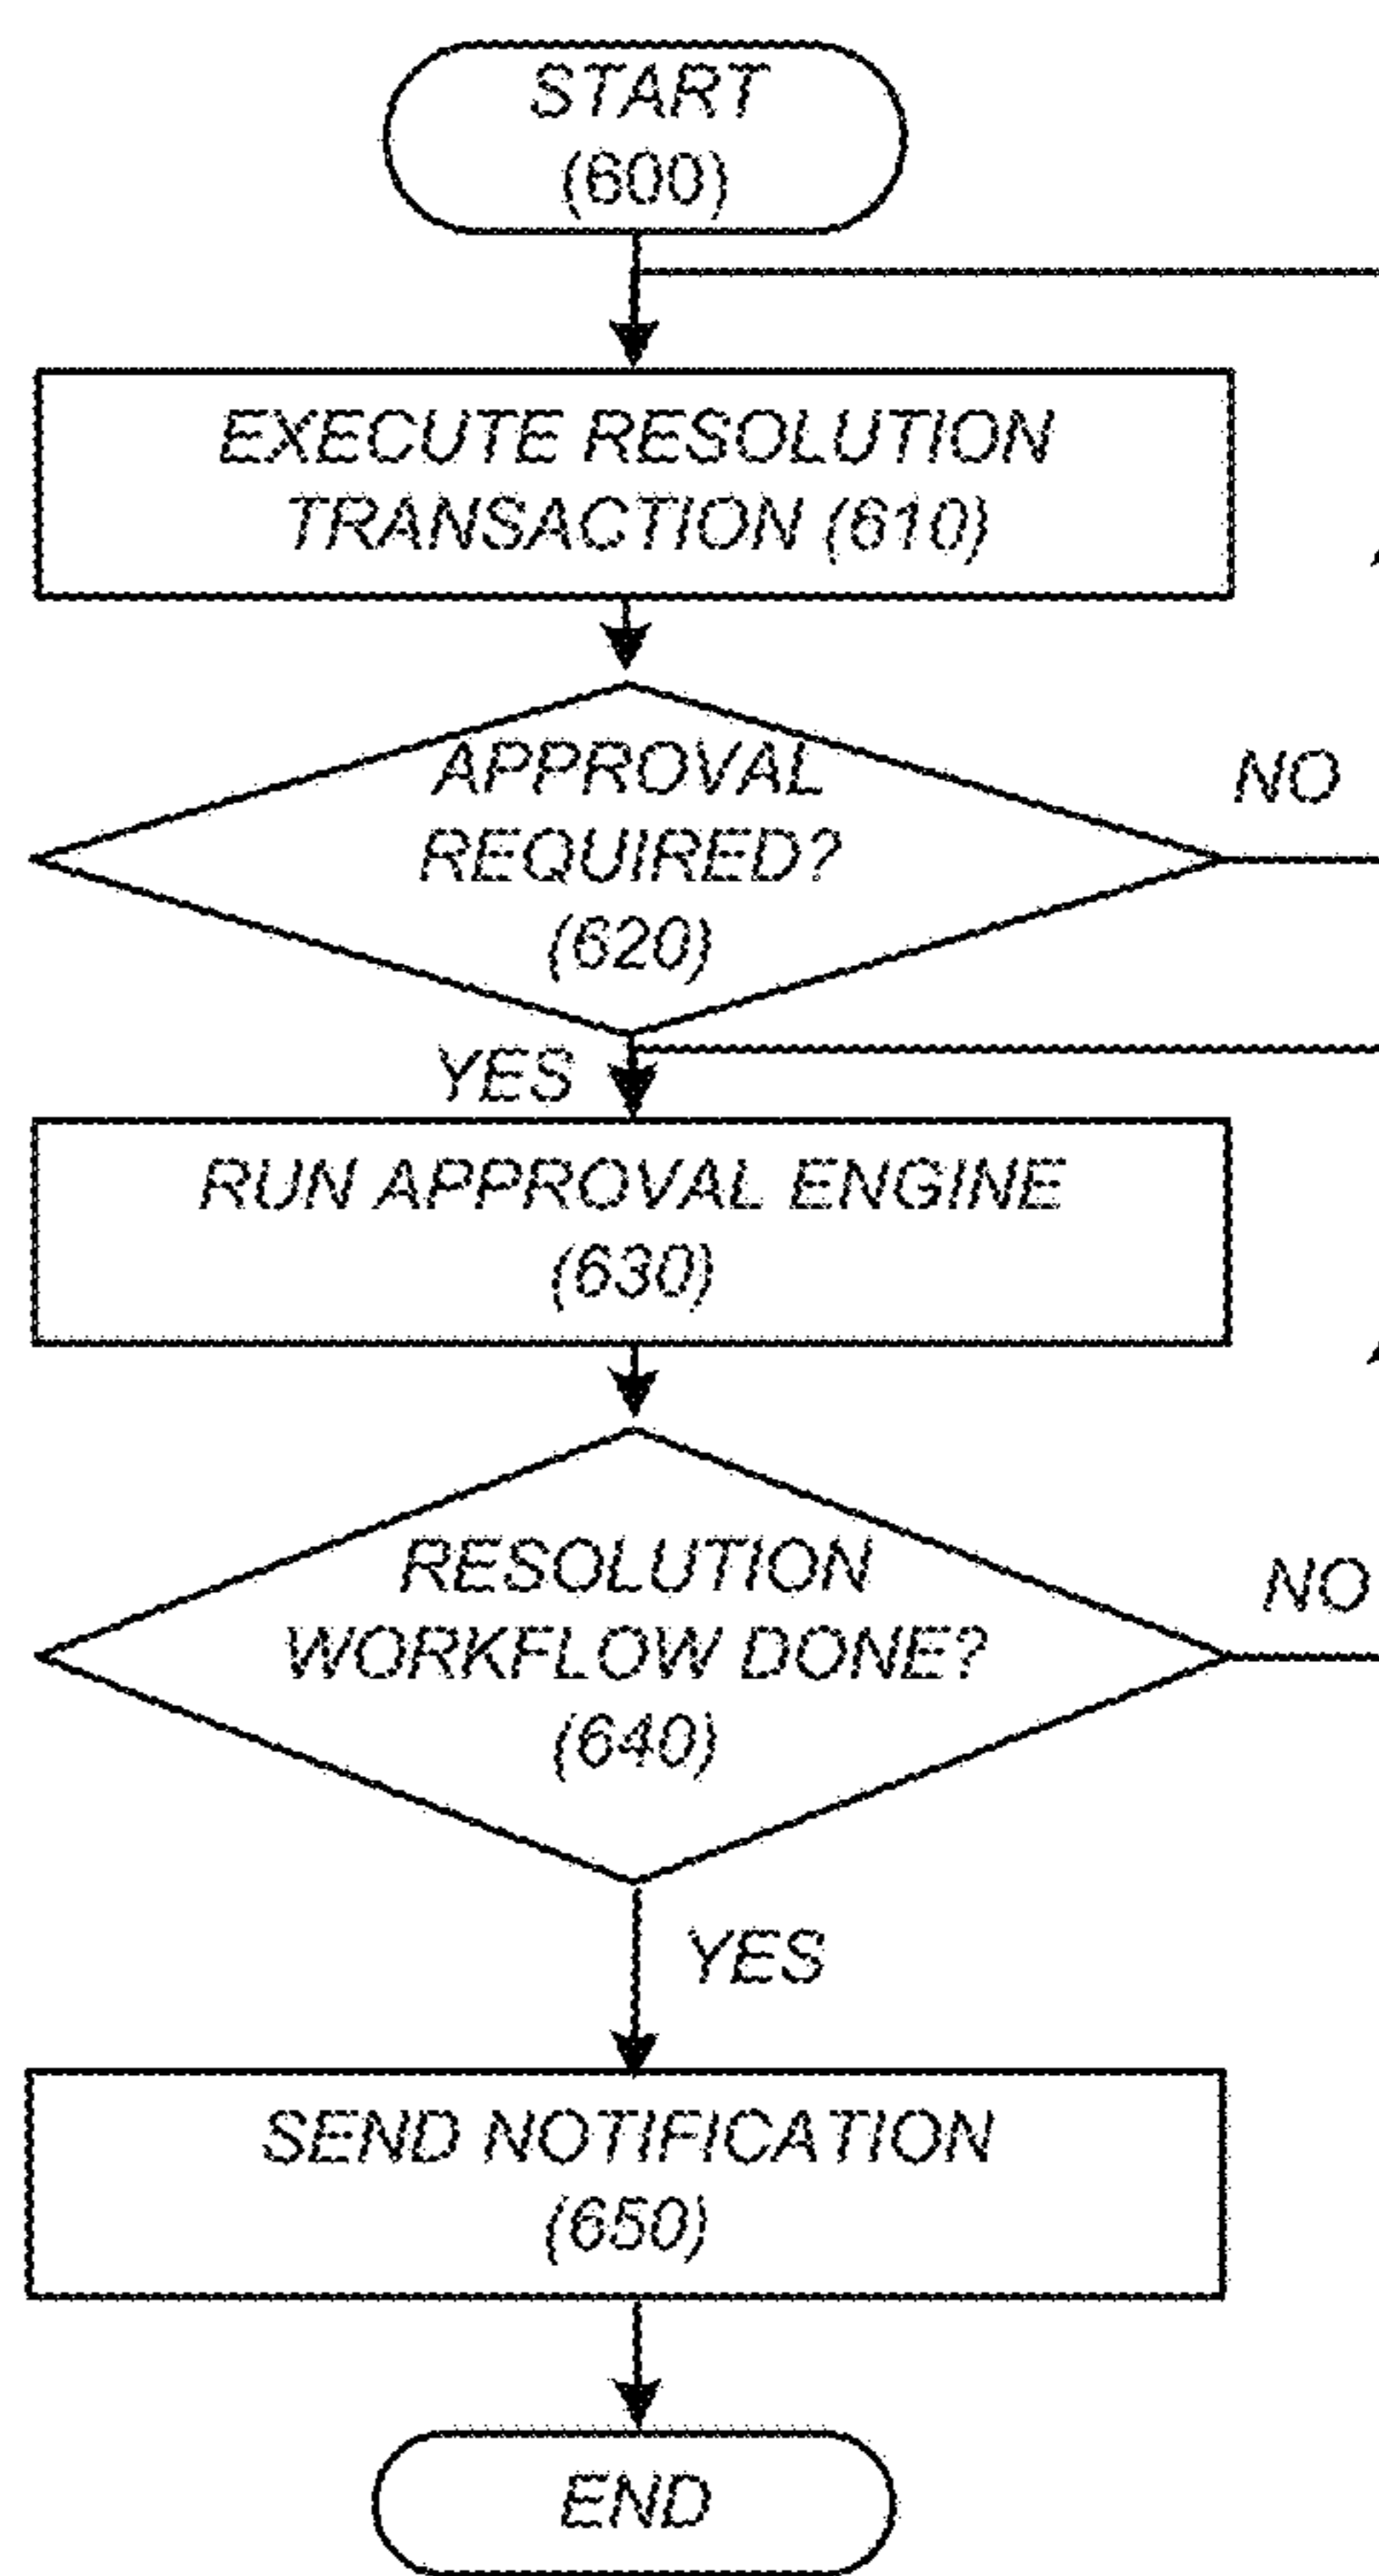 START
(600)
EXECUTE RESOLUTION
TRANSACTION (610)
APPROVAL
REQUIRED?
(620)
NO
YES
RUN APPROVAL ENGINE
(630)
RESOLUTION
WORKFLOW DONE?
(640)
NO
YES
SEND NOTIFICATION
(650)
END